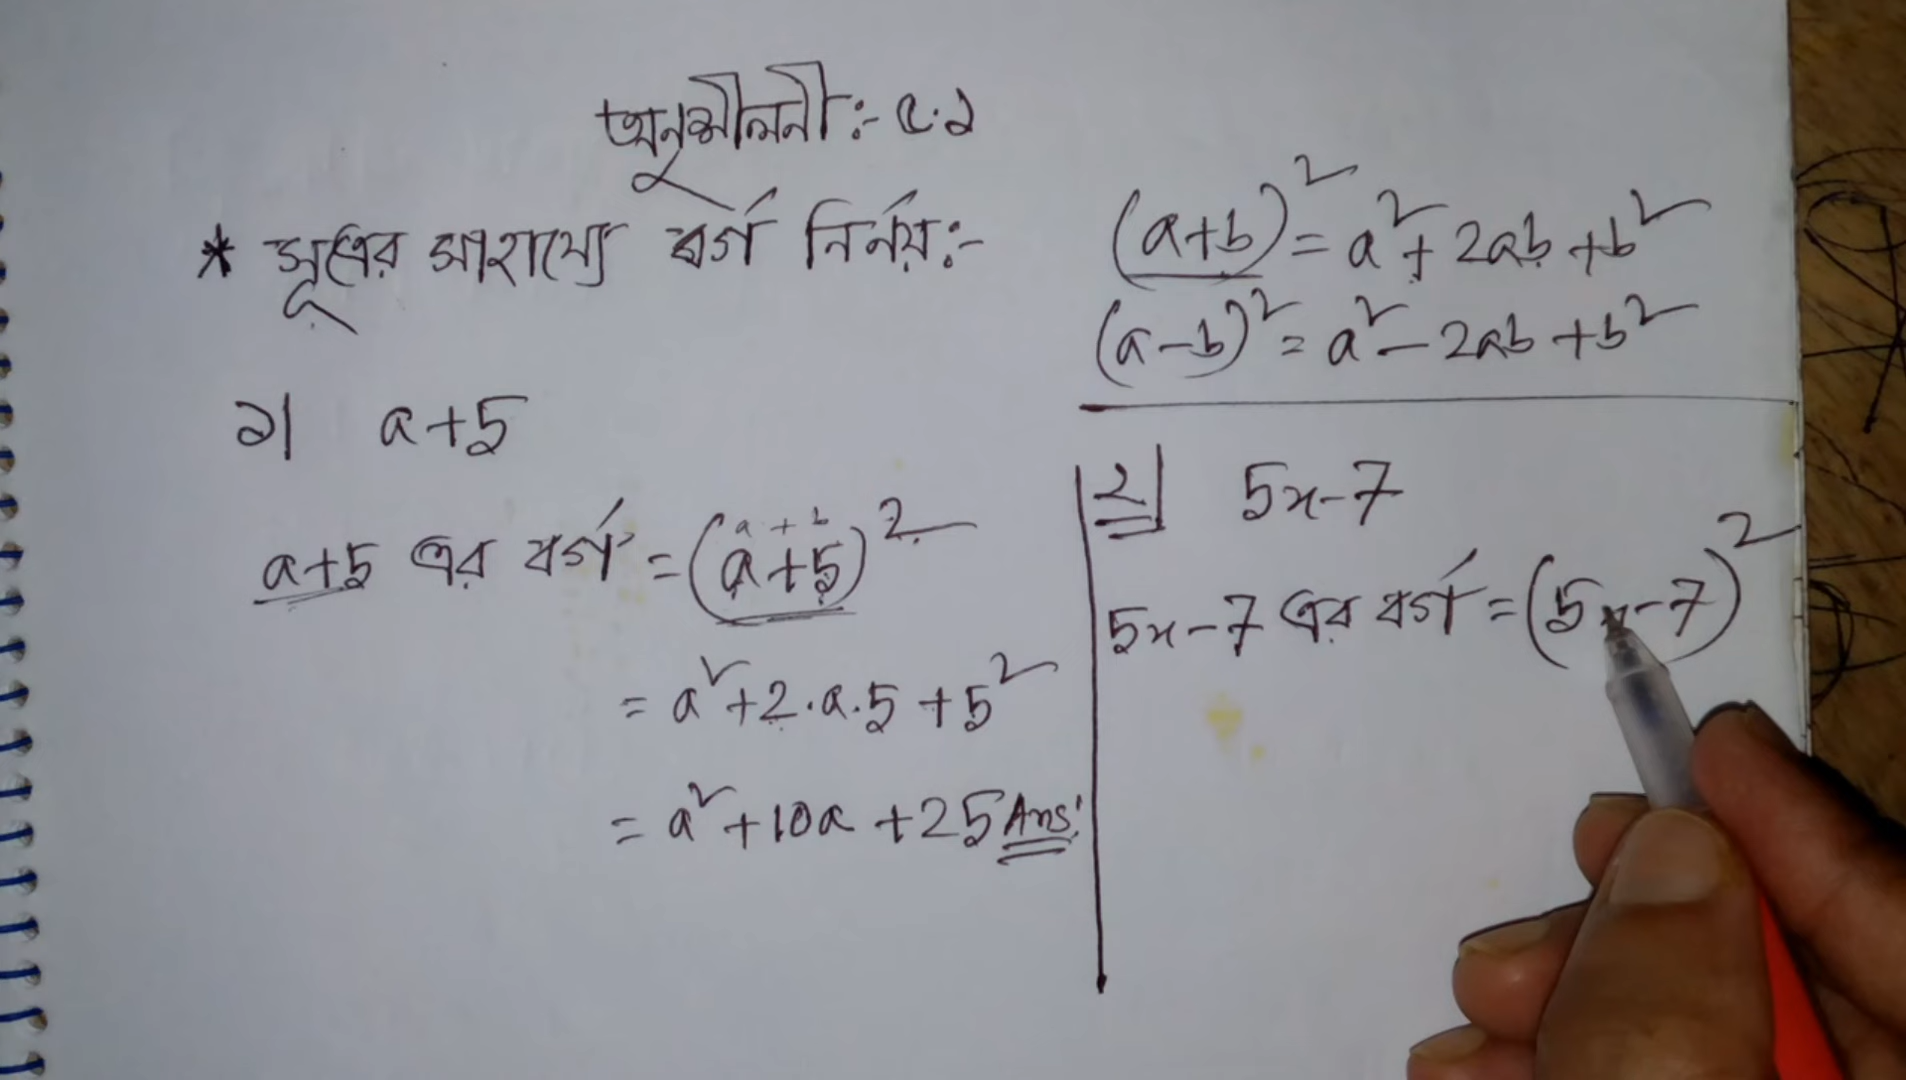 অনুশীলনী :- ৫.১
* সূত্রের সাহায্যে বর্গ নির্নয় :-
(a+b)² = a² + 2ab + b²
(a-b)² = a² - 2ab + b²
১| a+5
a+5 এর বর্গ = (a+5)²
a + b
= a² + 2.a.5 + 5²
= a² + 10a + 25 Ans:
২| 5x-7
5x-7 এর বর্গ = (5x-7)²